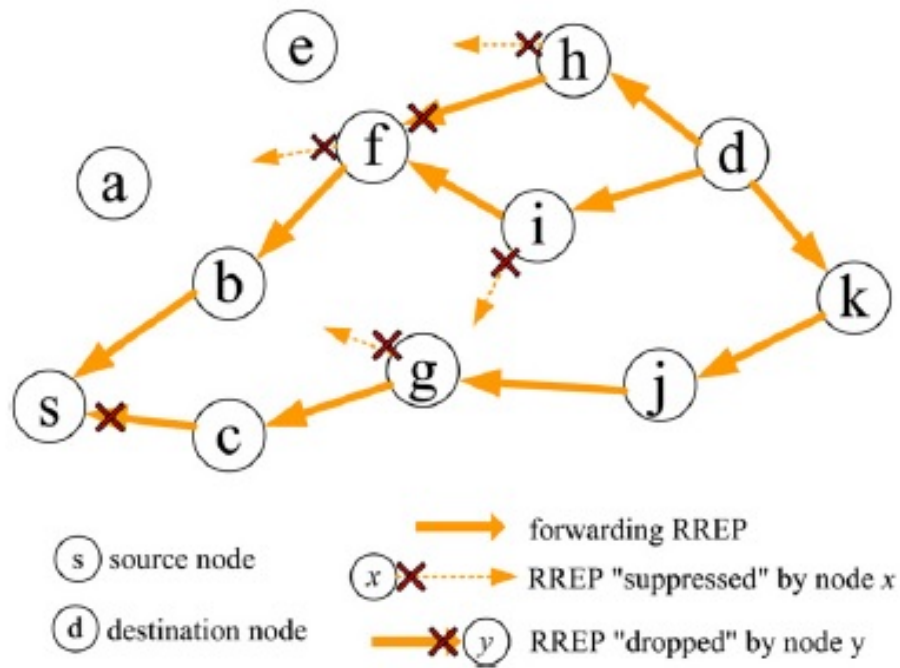 e
h
f
d
a
i
b
k
g
j
s
c
forwarding RREP
s source node
x RREP "suppressed" by node x
d destination node
y RREP "dropped" by node y